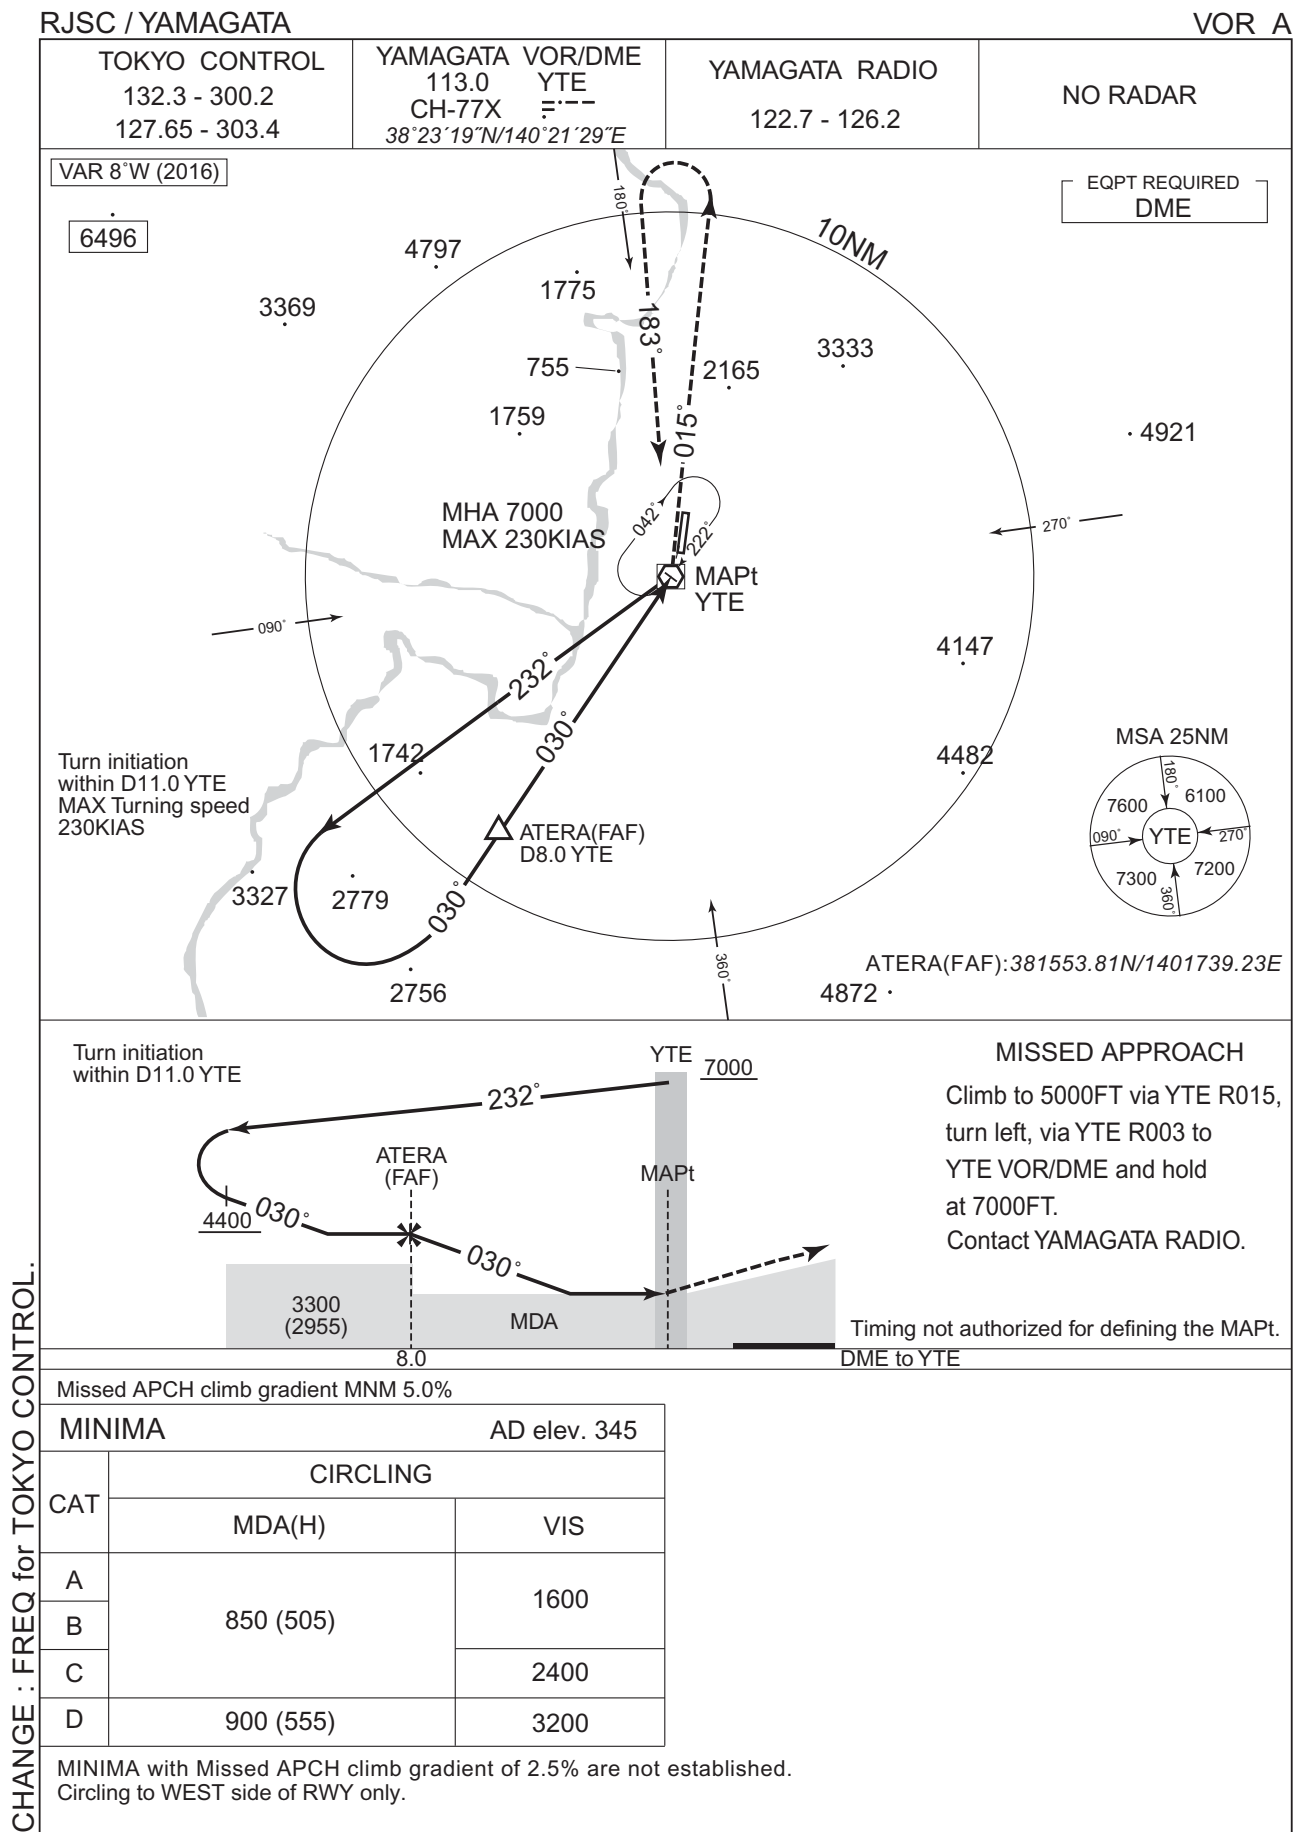 RJSC / YAMAGATA
VOR A
TOKYO CONTROL
132.3 - 300.2
127.65 - 303.4
YAMAGATA VOR/DME
113.0 YTE
CH-77X
38˚23´19˝N/140˚21´29˝E
YAMAGATA RADIO
122.7 - 126.2
NO RADAR
VAR 8˚W (2016)
EQPT REQUIRED
DME
6496
180˚
10NM
4797
1775
3369
183˚
3333
755
2165
1759
015˚
4921
MHA 7000
MAX 230KIAS
042˚
222˚
270˚
MAPt
YTE
090˚
4147
232˚
030˚
1742
4482
Turn initiation
within D11.0 YTE
MAX Turning speed
230KIAS
ATERA(FAF)
D8.0 YTE
MSA 25NM
180˚
7600
6100
090˚
YTE
270˚
7300
7200
360˚
3327
2779
030˚
2756
360˚
ATERA(FAF):381553.81N/1401739.23E
4872
Turn initiation
within D11.0 YTE
YTE
7000
232˚
ATERA
(FAF)
MAPt
4400
030˚
030˚
3300
(2955)
MDA
8.0
DME to YTE
MISSED APPROACH
Climb to 5000FT via YTE R015,
turn left, via YTE R003 to
YTE VOR/DME and hold
at 7000FT.
Contact YAMAGATA RADIO.
Timing not authorized for defining the MAPt.
Missed APCH climb gradient MNM 5.0%
MINIMA
AD elev. 345
CAT
CIRCLING
MDA(H)
VIS
A
B
850 (505)
1600
C
2400
D
900 (555)
3200
MINIMA with Missed APCH climb gradient of 2.5% are not established.
Circling to WEST side of RWY only.
CHANGE : FREQ for TOKYO CONTROL.